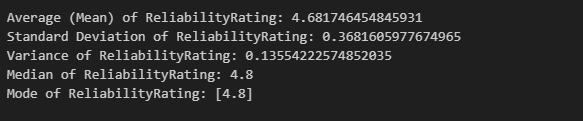 Average (Mean) of ReliabilityRating: 4.681746454845931
Standard Deviation of ReliabilityRating: 0.3681605977674965
Variance of ReliabilityRating: 0.13554222574852035
Median of ReliabilityRating: 4.8
Mode of ReliabilityRating: [4.8]